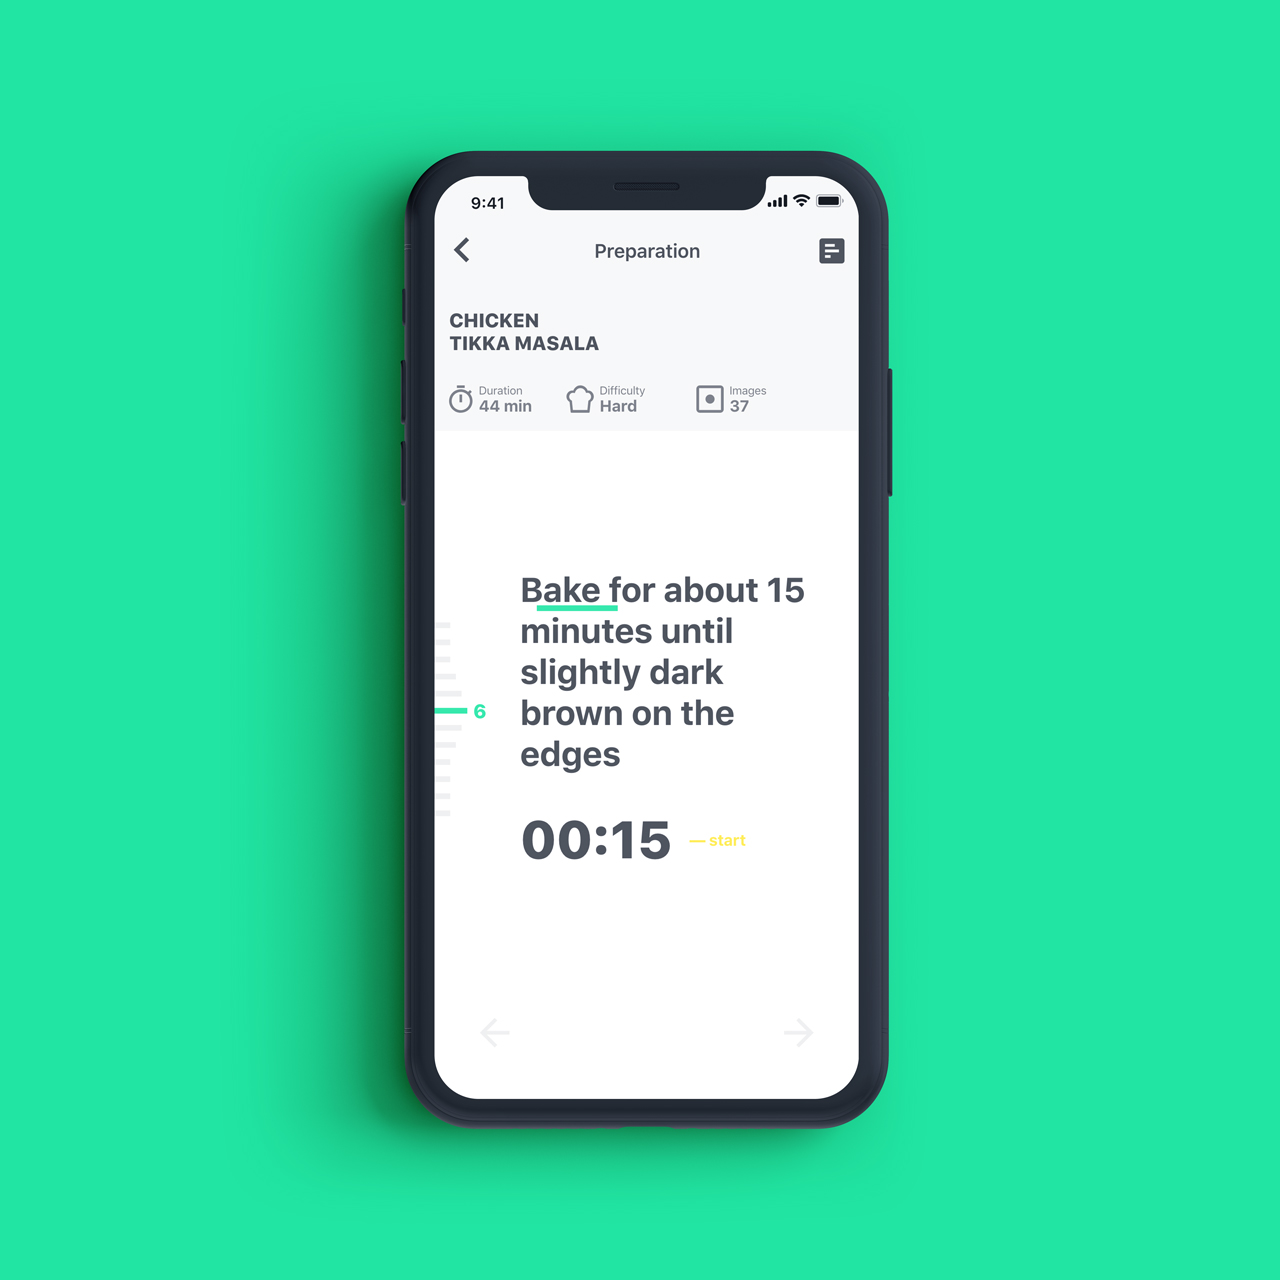 9:41
Preparation
CHICKEN
TIKKA MASALA
Duration
44 min
Difficulty
Hard
Images
37
Bake for about 15
minutes until
slightly dark
brown on the
edges
6
00:15
— start